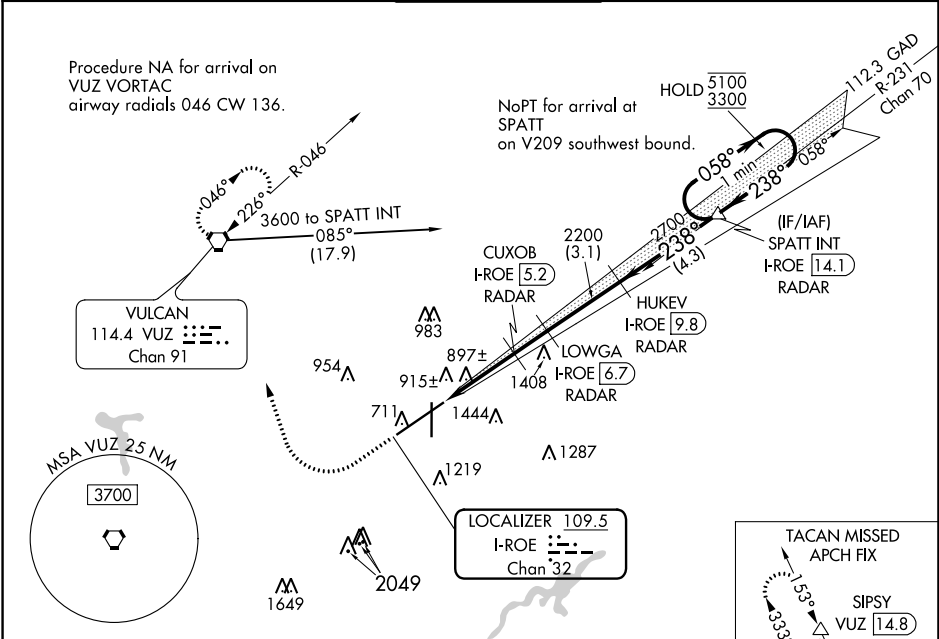 Procedure NA for arrival on
VUZ VORTAC
airway radials 046 CW 136.
NoPT for arrival at
SPATT
on V209 southwest bound.
HOLD 5100
3300
112.3 GAD
R-231
Chan 70
058°
1 min
238°
058°
R-046
046°
226°
3600 to SPATT INT
085°
(17.9)
2700
238°
(4.3)
2200
(3.1)
(IF/IAF)
SPATT INT
I-ROE 14.1
RADAR
CUXOB
I-ROE 5.2
RADAR
HUKEV
I-ROE 9.8
RADAR
LOWGA
I-ROE 6.7
RADAR
VULCAN
114.4 VUZ
Chan 91
983
954
897±
915±
1408
711
1444
1287
1219
MSA VUZ 25 NM
3700
LOCALIZER 109.5
I-ROE
Chan 32
2049
1649
TACAN MISSED
APCH FIX
153°
333°
SIPSY
VUZ 14.8